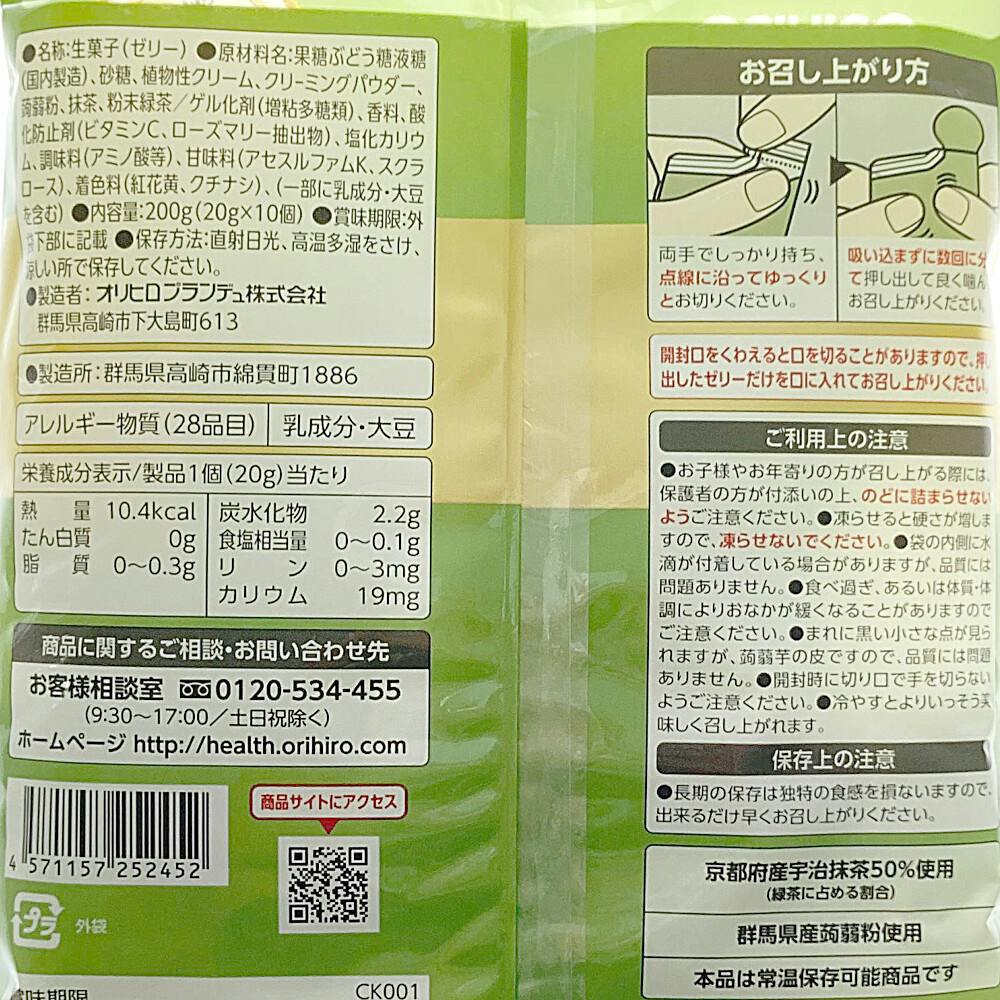 ●名称:生菓子(ゼリー) ●原材料名:果糖ぶどう糖液糖
(国内製造)、砂糖、植物性クリーム、クリーミングパウダー、
蒟蒻粉、抹茶、粉末緑茶／ゲル化剤(増粘多糖類)、香料、酸
化防止剤(ビタミンC、ローズマリー抽出物)、塩化カリウ
ム、調味料(アミノ酸等)、甘味料(アセスルファムK、スクラ
ロース)、着色料(紅花黄、クチナシ)、(一部に乳成分・大豆
を含む) ●内容量:200g(20g×10個) ●賞味期限:外
袋下部に記載 ●保存方法:直射日光、高温多湿をさけ、
涼しい所で保存してください。
●製造者:オリヒロプランデュ株式会社
群馬県高崎市下大島町613
●製造所:群馬県高崎市綿貫町1886
アレルギー物質(28品目) 乳成分・大豆
栄養成分表示/製品1個(20g)当たり
熱量 10.4kcal
たん白質 0g
脂質 0～0.3g
炭水化物 2.2g
食塩相当量 0～0.1g
リン 0～3mg
カリウム 19mg
商品に関するご相談・お問い合わせ先
お客様相談室 0120-534-455
(9:30～17:00／土日祝除く)
ホームページ http://health.orihiro.com
商品サイトにアクセス
4 571157 252452
プラ 外袋
賞味期限 CK001
お召し上がり方
両手でしっかり持ち、
点線に沿ってゆっくり
とお切りください。
吸い込まずに数回に分
て押し出して良く噛ん
お召し上がりください。
開封口をくわえると口を切ることがありますので、押し
出したゼリーだけを口に入れてお召し上がりください。
ご利用上の注意
●お子様やお年寄りの方が召し上がる際には、
保護者の方が付添いの上、のどに詰まらせない
ようご注意ください。●凍らせると硬さが増しま
すので、凍らせないでください。●袋の内側に水
滴が付着している場合がありますが、品質には
問題ありません。●食べ過ぎ、あるいは体質・体
調によりおなかが緩くなることがありますので
ご注意ください。●まれに黒い小さな点が見ら
れますが、蒟蒻芋の皮ですので、品質には問題
ありません。●開封時に切り口で手を切らない
ようご注意ください。●冷やすとよりいっそう美
味しく召し上がれます。
保存上の注意
●長期の保存は独特の食感を損ないますので、
出来るだけ早くお召し上がりください。
京都府産宇治抹茶50%使用
(緑茶に占める割合)
群馬県産蒟蒻粉使用
本品は常温保存可能商品です